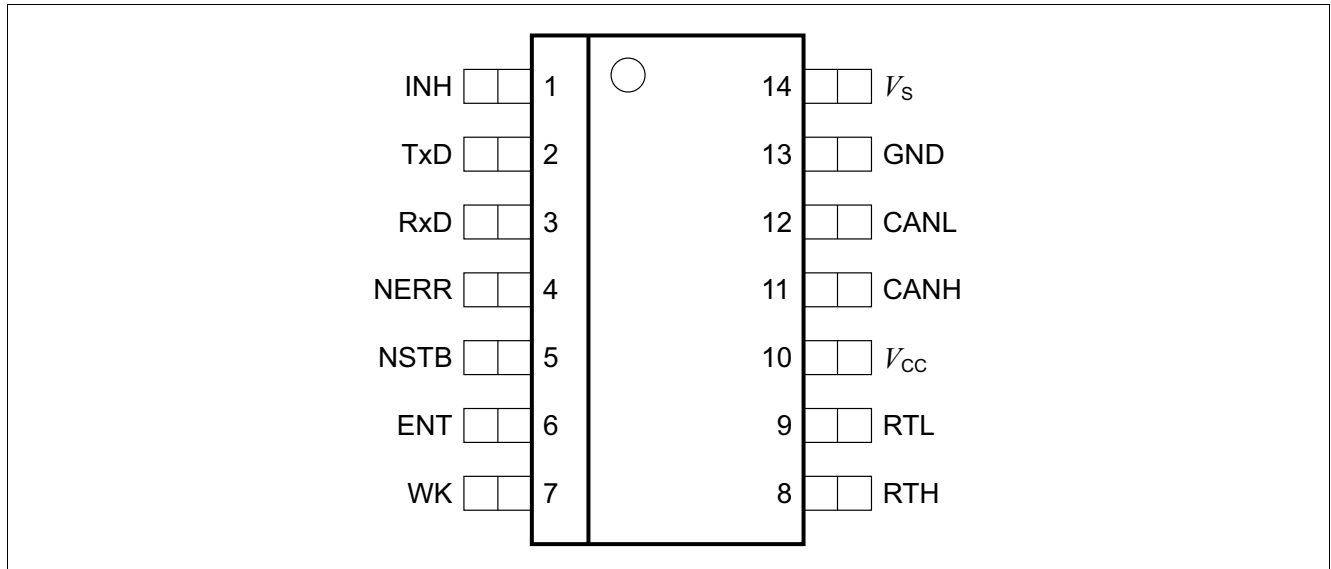 INH 1 14 VS
TxD 2 13 GND
RxD 3 12 CANL
NERR 4 11 CANH
NSTB 5 10 VCC
ENT 6 9 RTL
WK 7 8 RTH